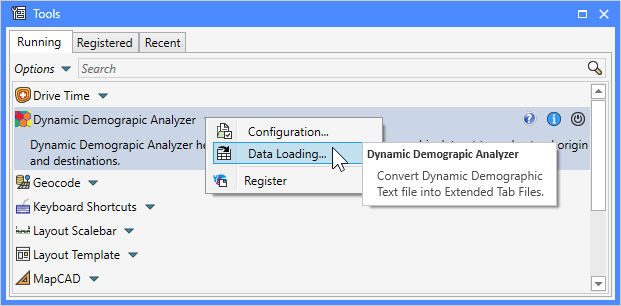 Tools
Running Registered Recent
Options Search
Drive Time
Dynamic Demograpic Analyzer
Dynamic Demograpic Analyzer he
origin
and destinations.
Configuration...
Data Loading...
Register
Dynamic Demograpic Analyzer
Convert Dynamic Demographic
Text file into Extended Tab Files.
Geocode
Keyboard Shortcuts
Layout Scalebar
Layout Template
MapCAD